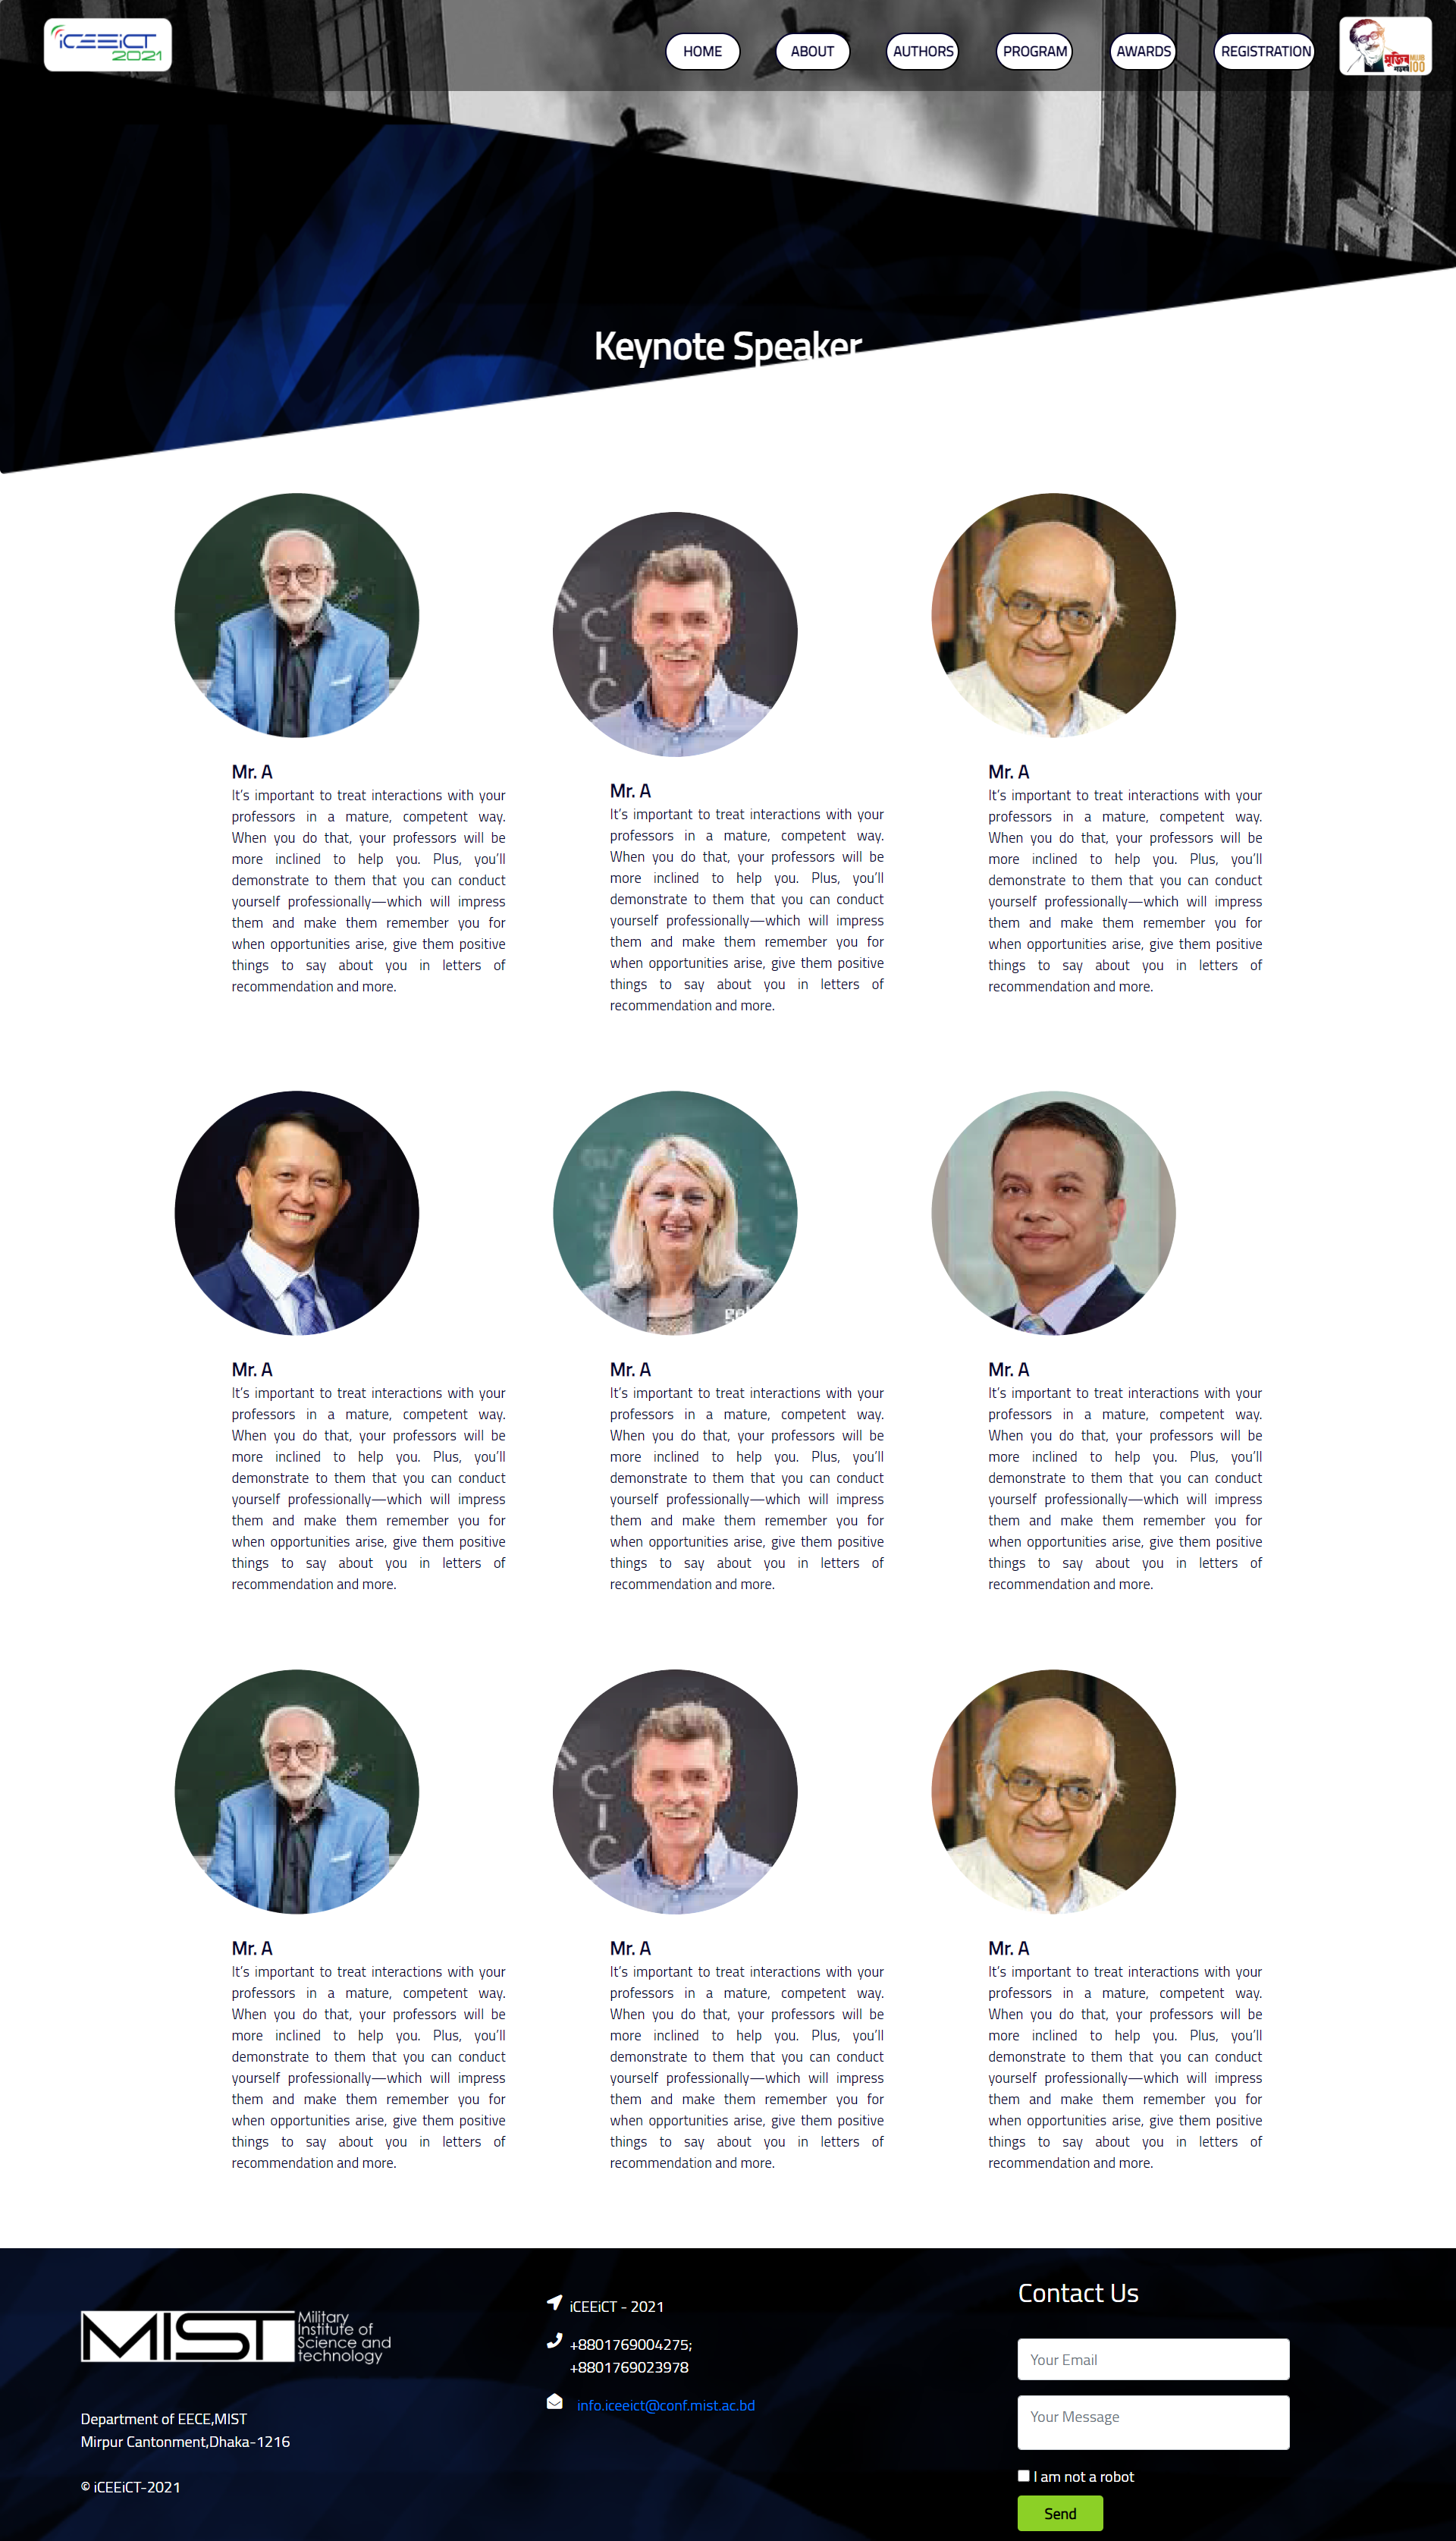 iCEEiCT
2021
HOME
ABOUT
AUTHORS
PROGRAM
AWARDS
REGISTRATION
মুজিব
100
Keynote Speaker
Mr. A
It's important to treat interactions with your
professors in a mature, competent way.
When you do that, your professors will be
more inclined to help you. Plus, you'll
demonstrate to them that you can conduct
yourself professionally—which will impress
them and make them remember you for
when opportunities arise, give them positive
things to say about you in letters of
recommendation and more.
Mr. A
It's important to treat interactions with your
professors in a mature, competent way.
When you do that, your professors will be
more inclined to help you. Plus, you'll
demonstrate to them that you can conduct
yourself professionally—which will impress
them and make them remember you for
when opportunities arise, give them positive
things to say about you in letters of
recommendation and more.
Mr. A
It's important to treat interactions with your
professors in a mature, competent way.
When you do that, your professors will be
more inclined to help you. Plus, you'll
demonstrate to them that you can conduct
yourself professionally—which will impress
them and make them remember you for
when opportunities arise, give them positive
things to say about you in letters of
recommendation and more.
Mr. A
It's important to treat interactions with your
professors in a mature, competent way.
When you do that, your professors will be
more inclined to help you. Plus, you'll
demonstrate to them that you can conduct
yourself professionally—which will impress
them and make them remember you for
when opportunities arise, give them positive
things to say about you in letters of
recommendation and more.
Mr. A
It's important to treat interactions with your
professors in a mature, competent way.
When you do that, your professors will be
more inclined to help you. Plus, you'll
demonstrate to them that you can conduct
yourself professionally—which will impress
them and make them remember you for
when opportunities arise, give them positive
things to say about you in letters of
recommendation and more.
Mr. A
It's important to treat interactions with your
professors in a mature, competent way.
When you do that, your professors will be
more inclined to help you. Plus, you'll
demonstrate to them that you can conduct
yourself professionally—which will impress
them and make them remember you for
when opportunities arise, give them positive
things to say about you in letters of
recommendation and more.
Mr. A
It's important to treat interactions with your
professors in a mature, competent way.
When you do that, your professors will be
more inclined to help you. Plus, you'll
demonstrate to them that you can conduct
yourself professionally—which will impress
them and make them remember you for
when opportunities arise, give them positive
things to say about you in letters of
recommendation and more.
Mr. A
It's important to treat interactions with your
professors in a mature, competent way.
When you do that, your professors will be
more inclined to help you. Plus, you'll
demonstrate to them that you can conduct
yourself professionally—which will impress
them and make them remember you for
when opportunities arise, give them positive
things to say about you in letters of
recommendation and more.
Mr. A
It's important to treat interactions with your
professors in a mature, competent way.
When you do that, your professors will be
more inclined to help you. Plus, you'll
demonstrate to them that you can conduct
yourself professionally—which will impress
them and make them remember you for
when opportunities arise, give them positive
things to say about you in letters of
recommendation and more.
MIST
Military
Institute of
Science and
technology
Department of EECE,MIST
Mirpur Cantonment,Dhaka-1216
© iCEEiCT-2021
iCEEiCT - 2021
+8801769004275;
+8801769023978
info.iceeict@conf.mist.ac.bd
Contact Us
Your Email
Your Message
I am not a robot
Send